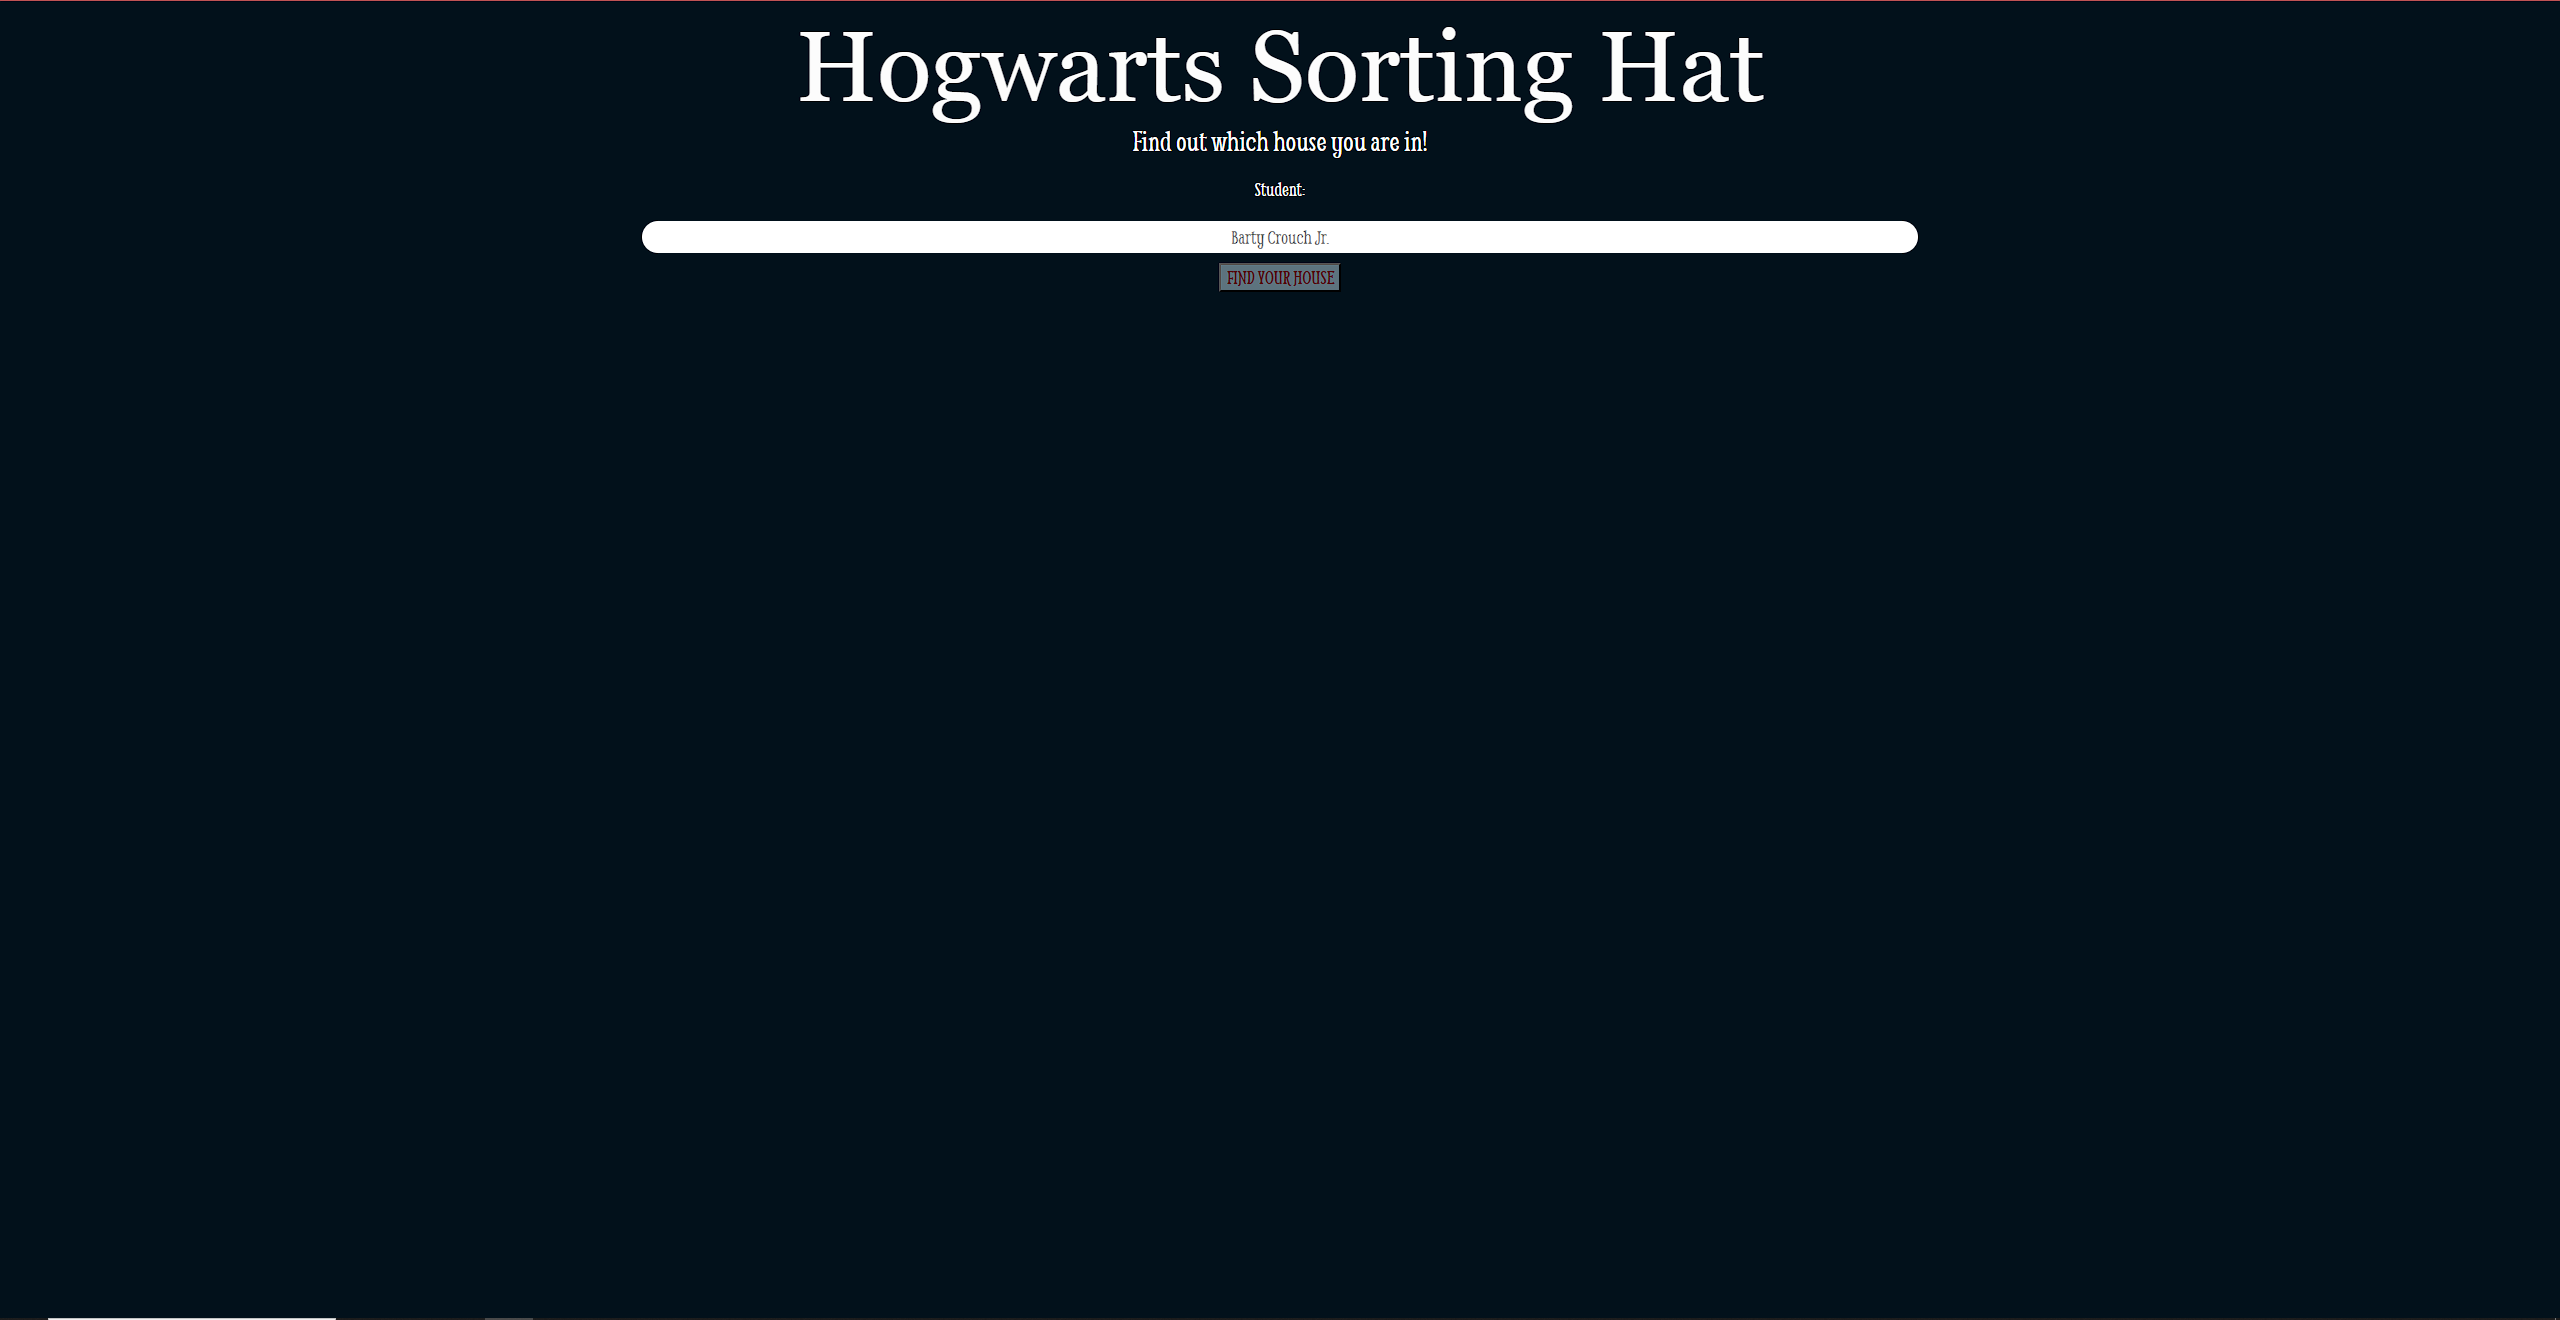 Hogwarts Sorting Hat
Find out which house you are in!
Student:
Barty Crouch Jr.
FIND YOUR HOUSE